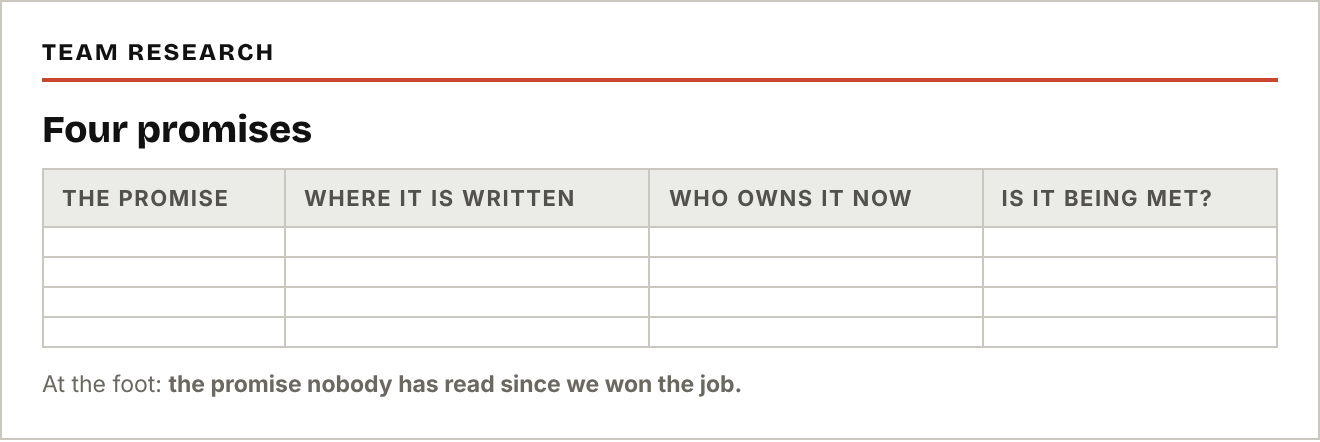 TEAM RESEARCH
Four promises
THE PROMISE WHERE IT IS WRITTEN WHO OWNS IT NOW IS IT BEING MET?
At the foot: the promise nobody has read since we won the job.